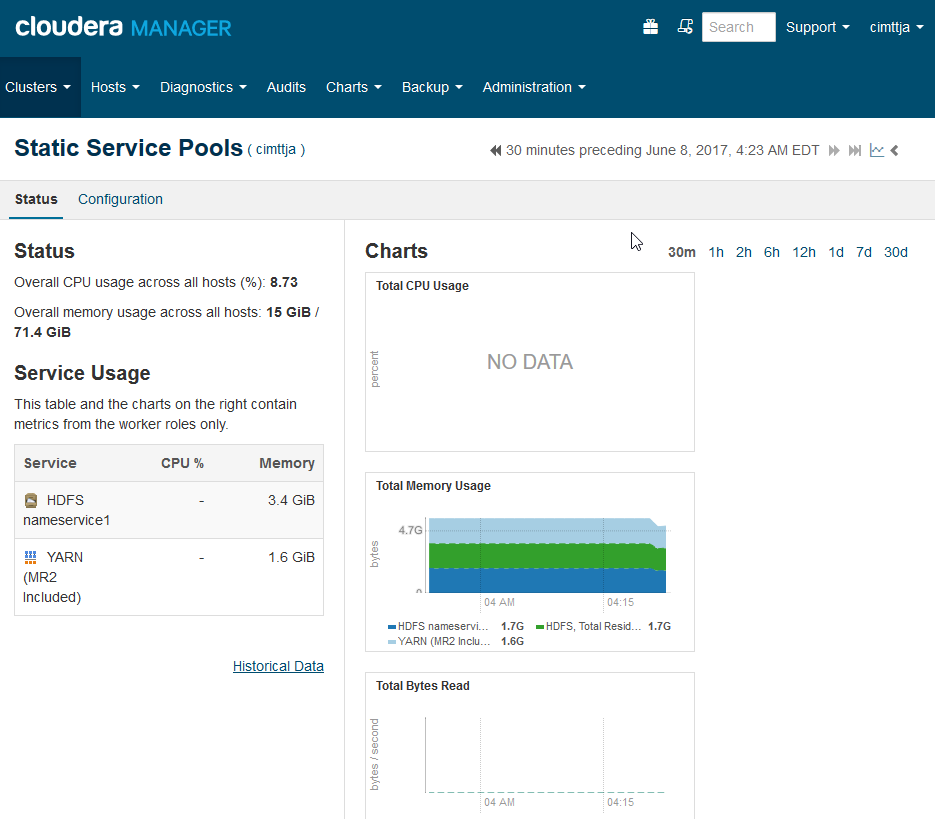 cloudera MANAGER
Search
Support
cimttja
Clusters
Hosts
Diagnostics
Audits
Charts
Backup
Administration
Static Service Pools ( cimttja )
30 minutes preceding June 8, 2017, 4:23 AM EDT
Status
Configuration
Status
Overall CPU usage across all hosts (%): 8.73
Overall memory usage across all hosts: 15 GiB /
71.4 GiB
Service Usage
This table and the charts on the right contain
metrics from the worker roles only.
Service CPU % Memory
HDFS - 3.4 GiB
nameservice1
YARN - 1.6 GiB
(MR2
Included)
Historical Data
Charts
30m 1h 2h 6h 12h 1d 7d 30d
Total CPU Usage
percent
NO DATA
Total Memory Usage
bytes
4.7G
0
04 AM 04:15
HDFS nameservi... 1.7G HDFS, Total Resid... 1.7G
YARN (MR2 Inclu... 1.6G
Total Bytes Read
bytes / second
04 AM 04:15